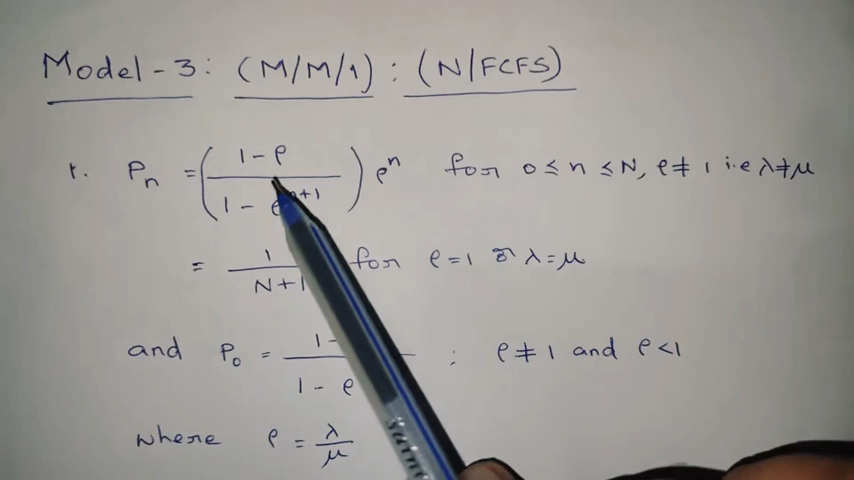 Model - 3: (M/M/1) : (N/FCFS)
1. Pn = ( (1 - ρ) / (1 - ρ^n+1) ) ρ^n for 0 ≤ n ≤ N, ρ ≠ 1 i.e λ ≠ μ
= 1 / (N+1) for ρ = 1 or λ = μ
and P0 = 1 - / 1 - ρ ; ρ ≠ 1 and ρ < 1
where ρ = λ / μ